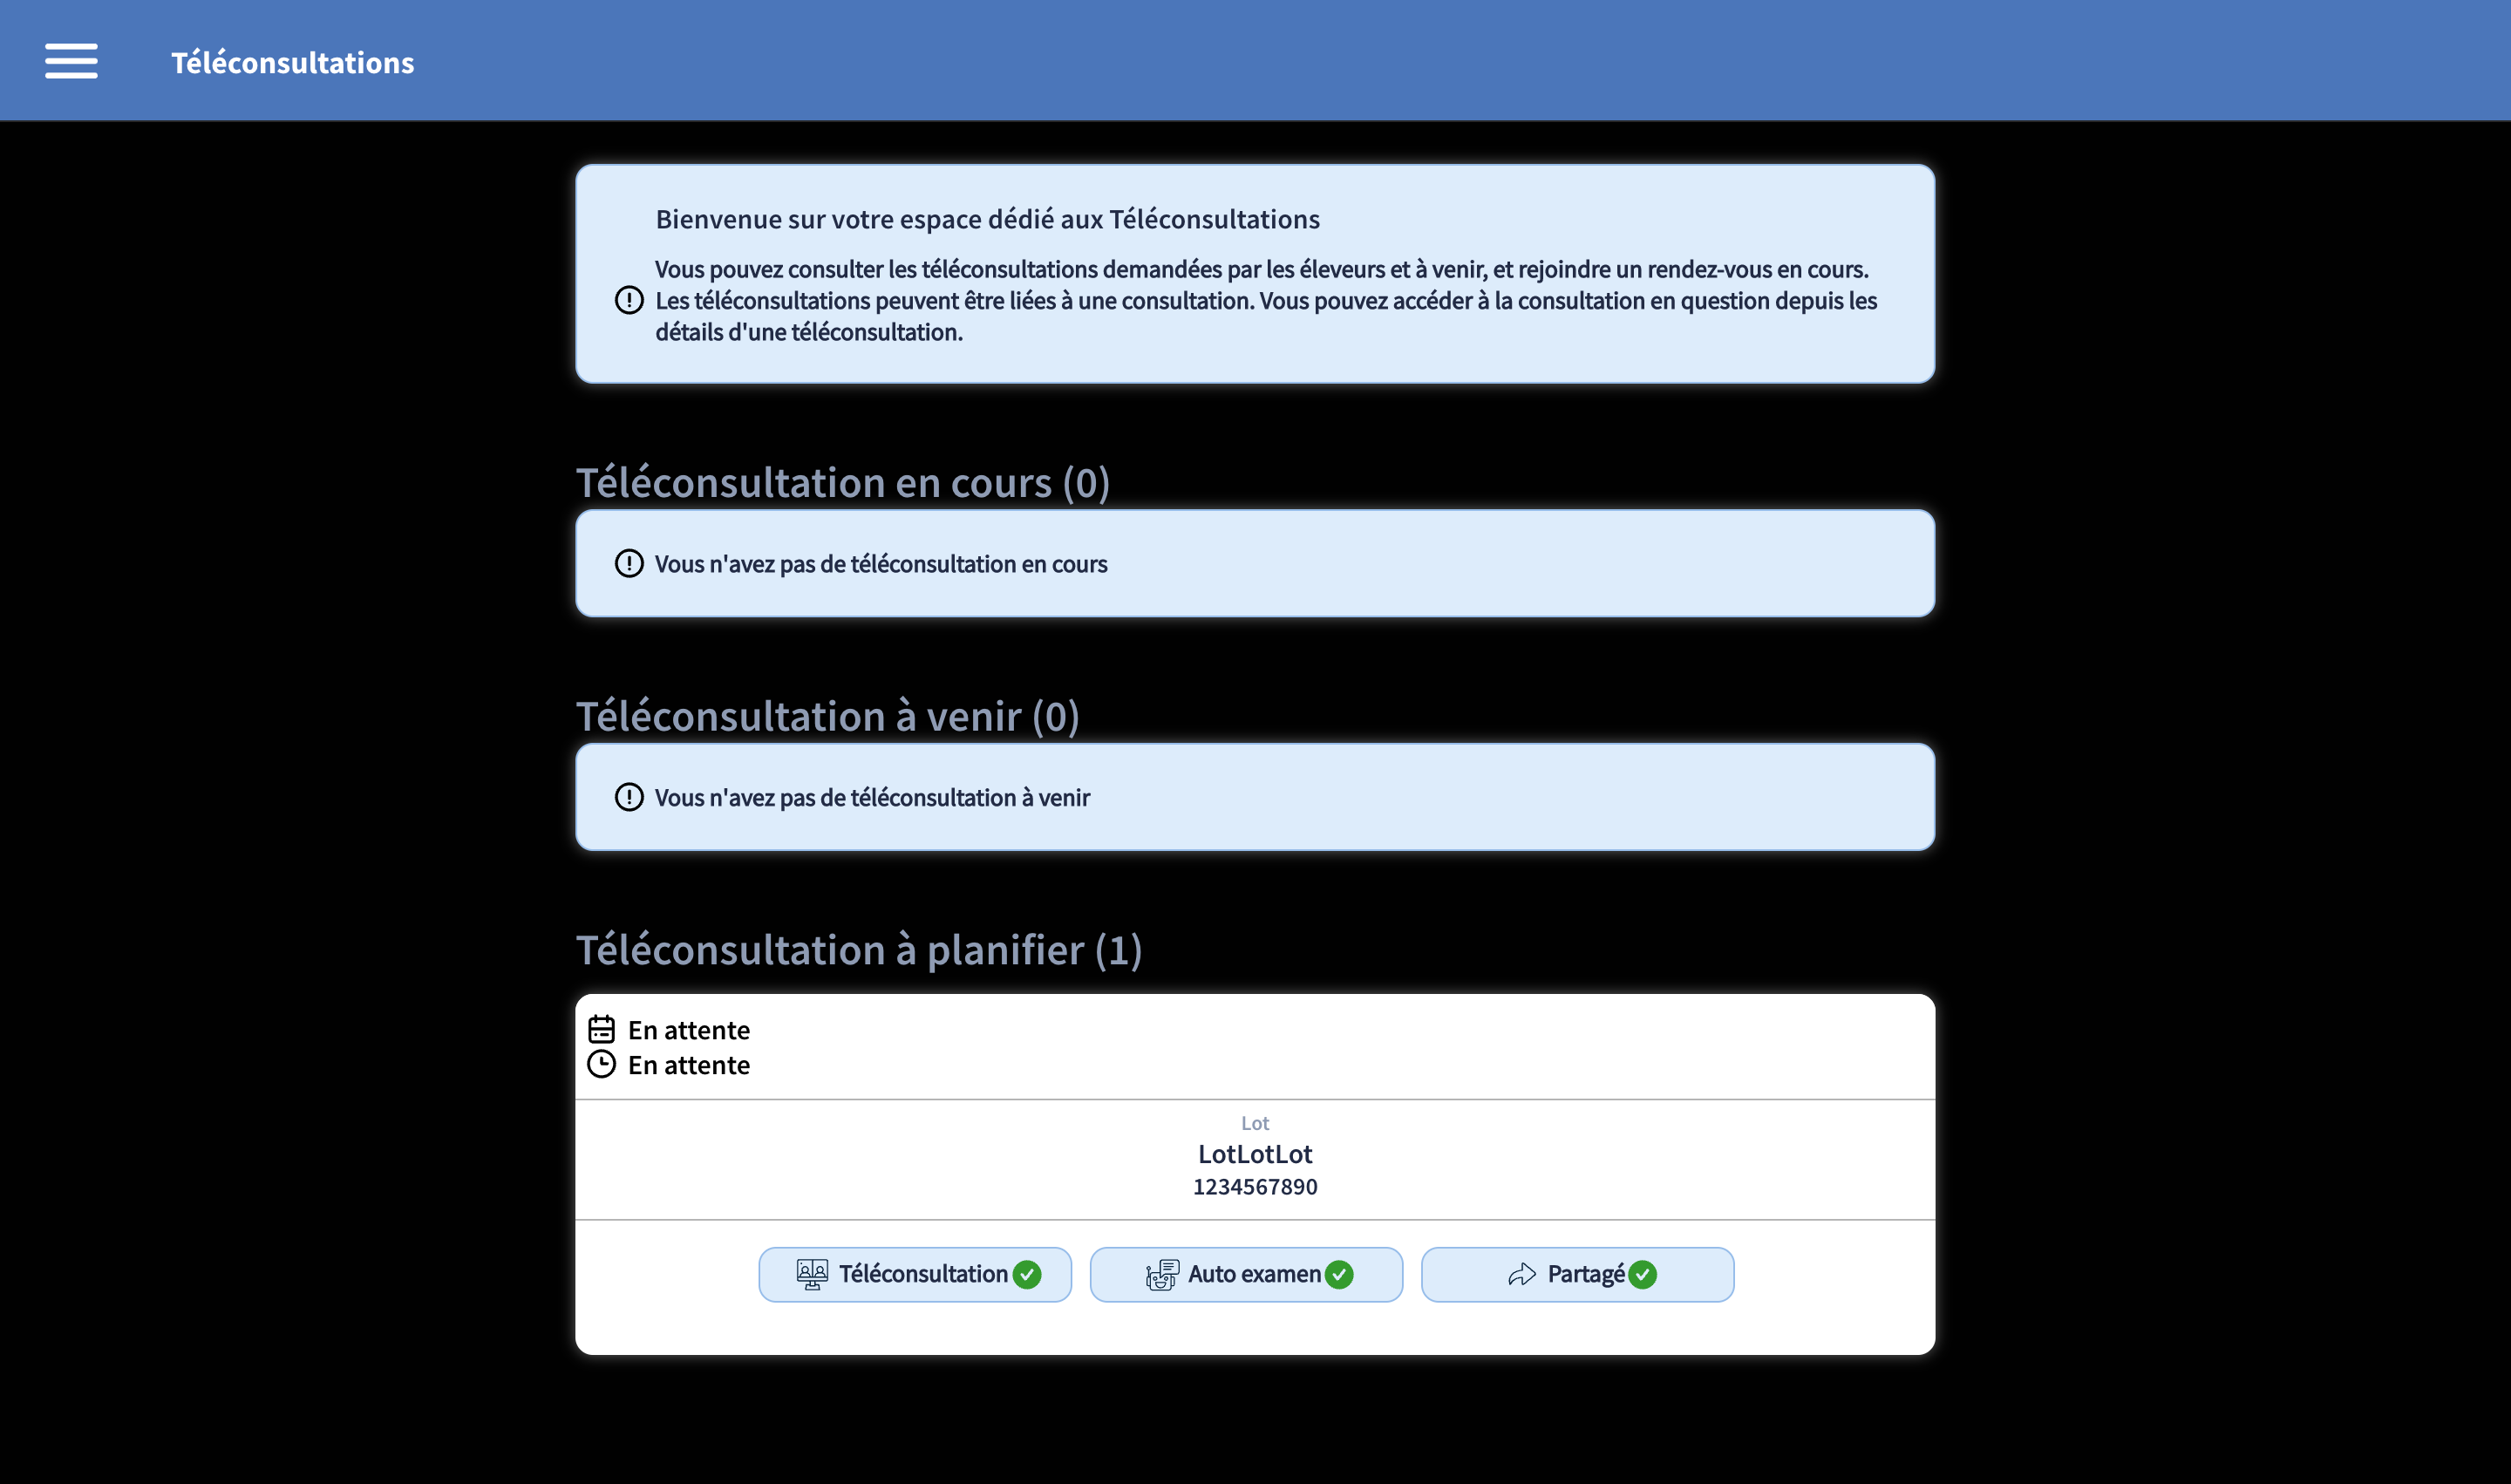 Téléconsultations
Bienvenue sur votre espace dédié aux Téléconsultations
Vous pouvez consulter les téléconsultations demandées par les éleveurs et à venir, et rejoindre un rendez-vous en cours.
Les téléconsultations peuvent être liées à une consultation. Vous pouvez accéder à la consultation en question depuis les
détails d'une téléconsultation.
Téléconsultation en cours (0)
Vous n'avez pas de téléconsultation en cours
Téléconsultation à venir (0)
Vous n'avez pas de téléconsultation à venir
Téléconsultation à planifier (1)
En attente
En attente
Lot
LotLotLot
1234567890
Téléconsultation Auto examen Partagé